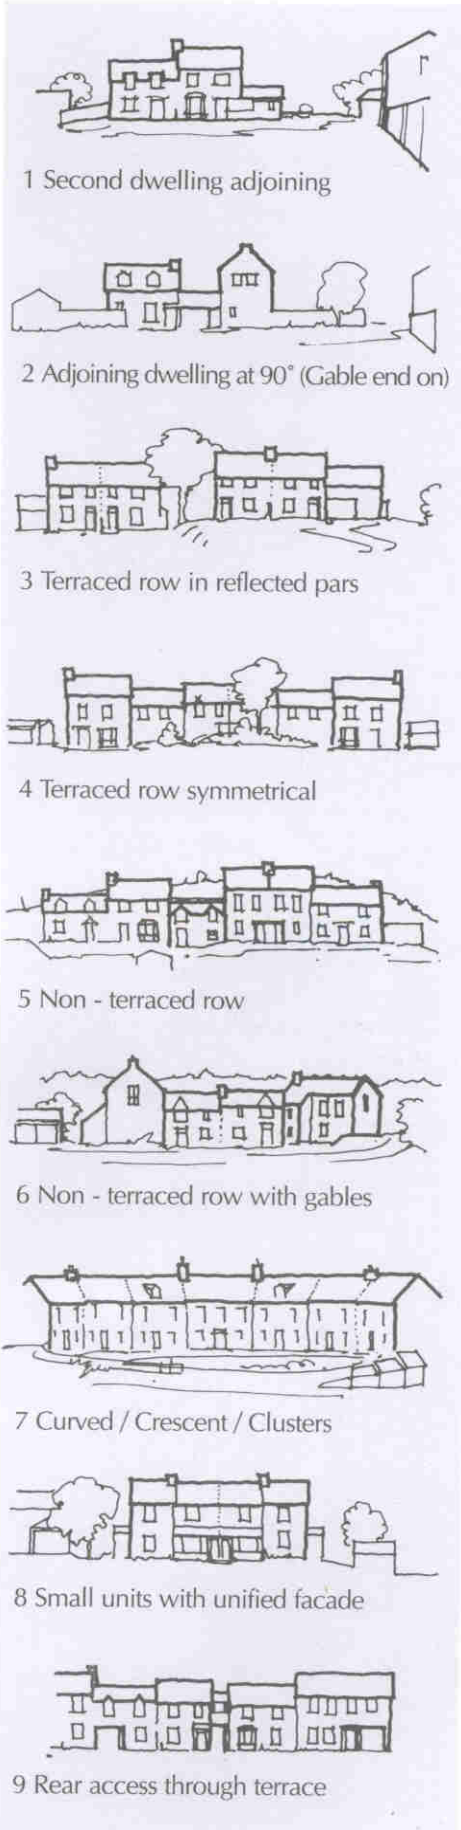 1 Second dwelling adjoining
2 Adjoining dwelling at 90° (Gable end on)
3 Terraced row in reflected pars
4 Terraced row symmetrical
5 Non - terraced row
6 Non - terraced row with gables
7 Curved / Crescent / Clusters
8 Small units with unified facade
9 Rear access through terrace